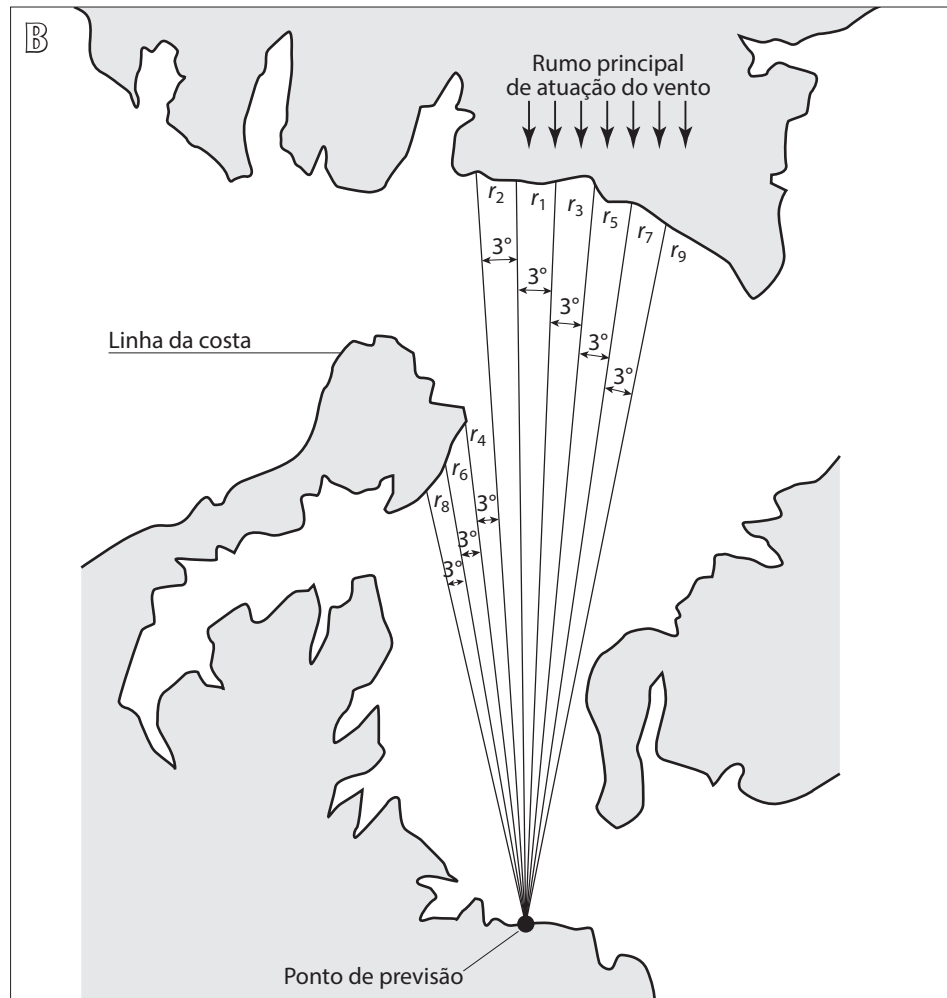 B
Rumo principal
de atuação do vento
r2 r1 r3 r5 r7 r9
3°
3°
3°
3°
3°
Linha da costa
r4
r6
r8
3°
3°
3°
Ponto de previsão